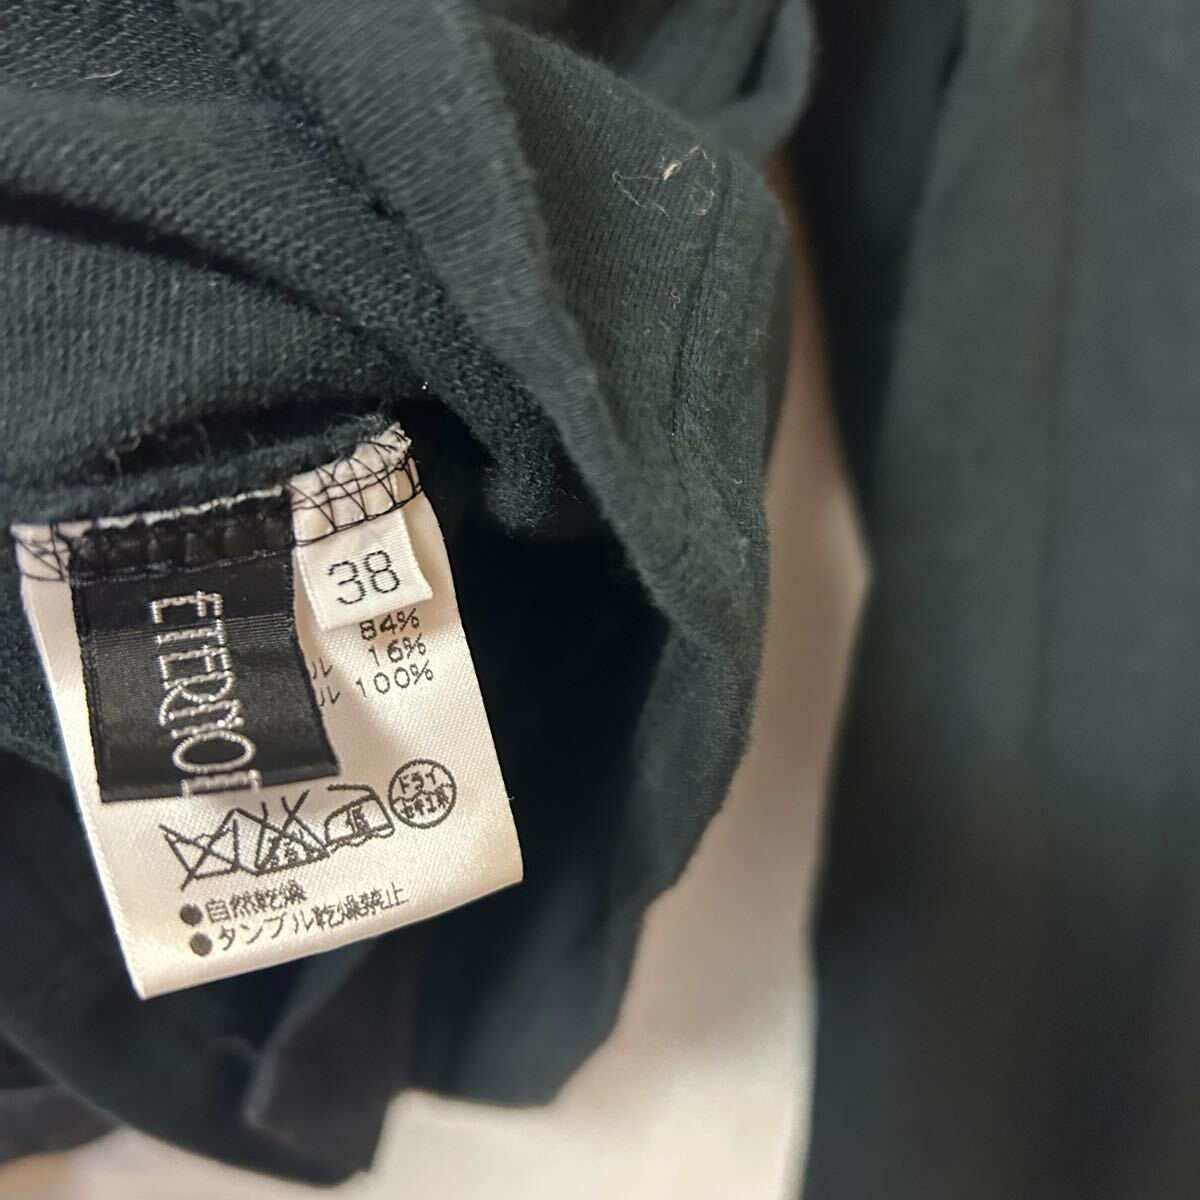 38
84%
ル 16%
ル 100%
ETERNOI
ドライ
●自然乾燥
●タンブル乾燥禁止